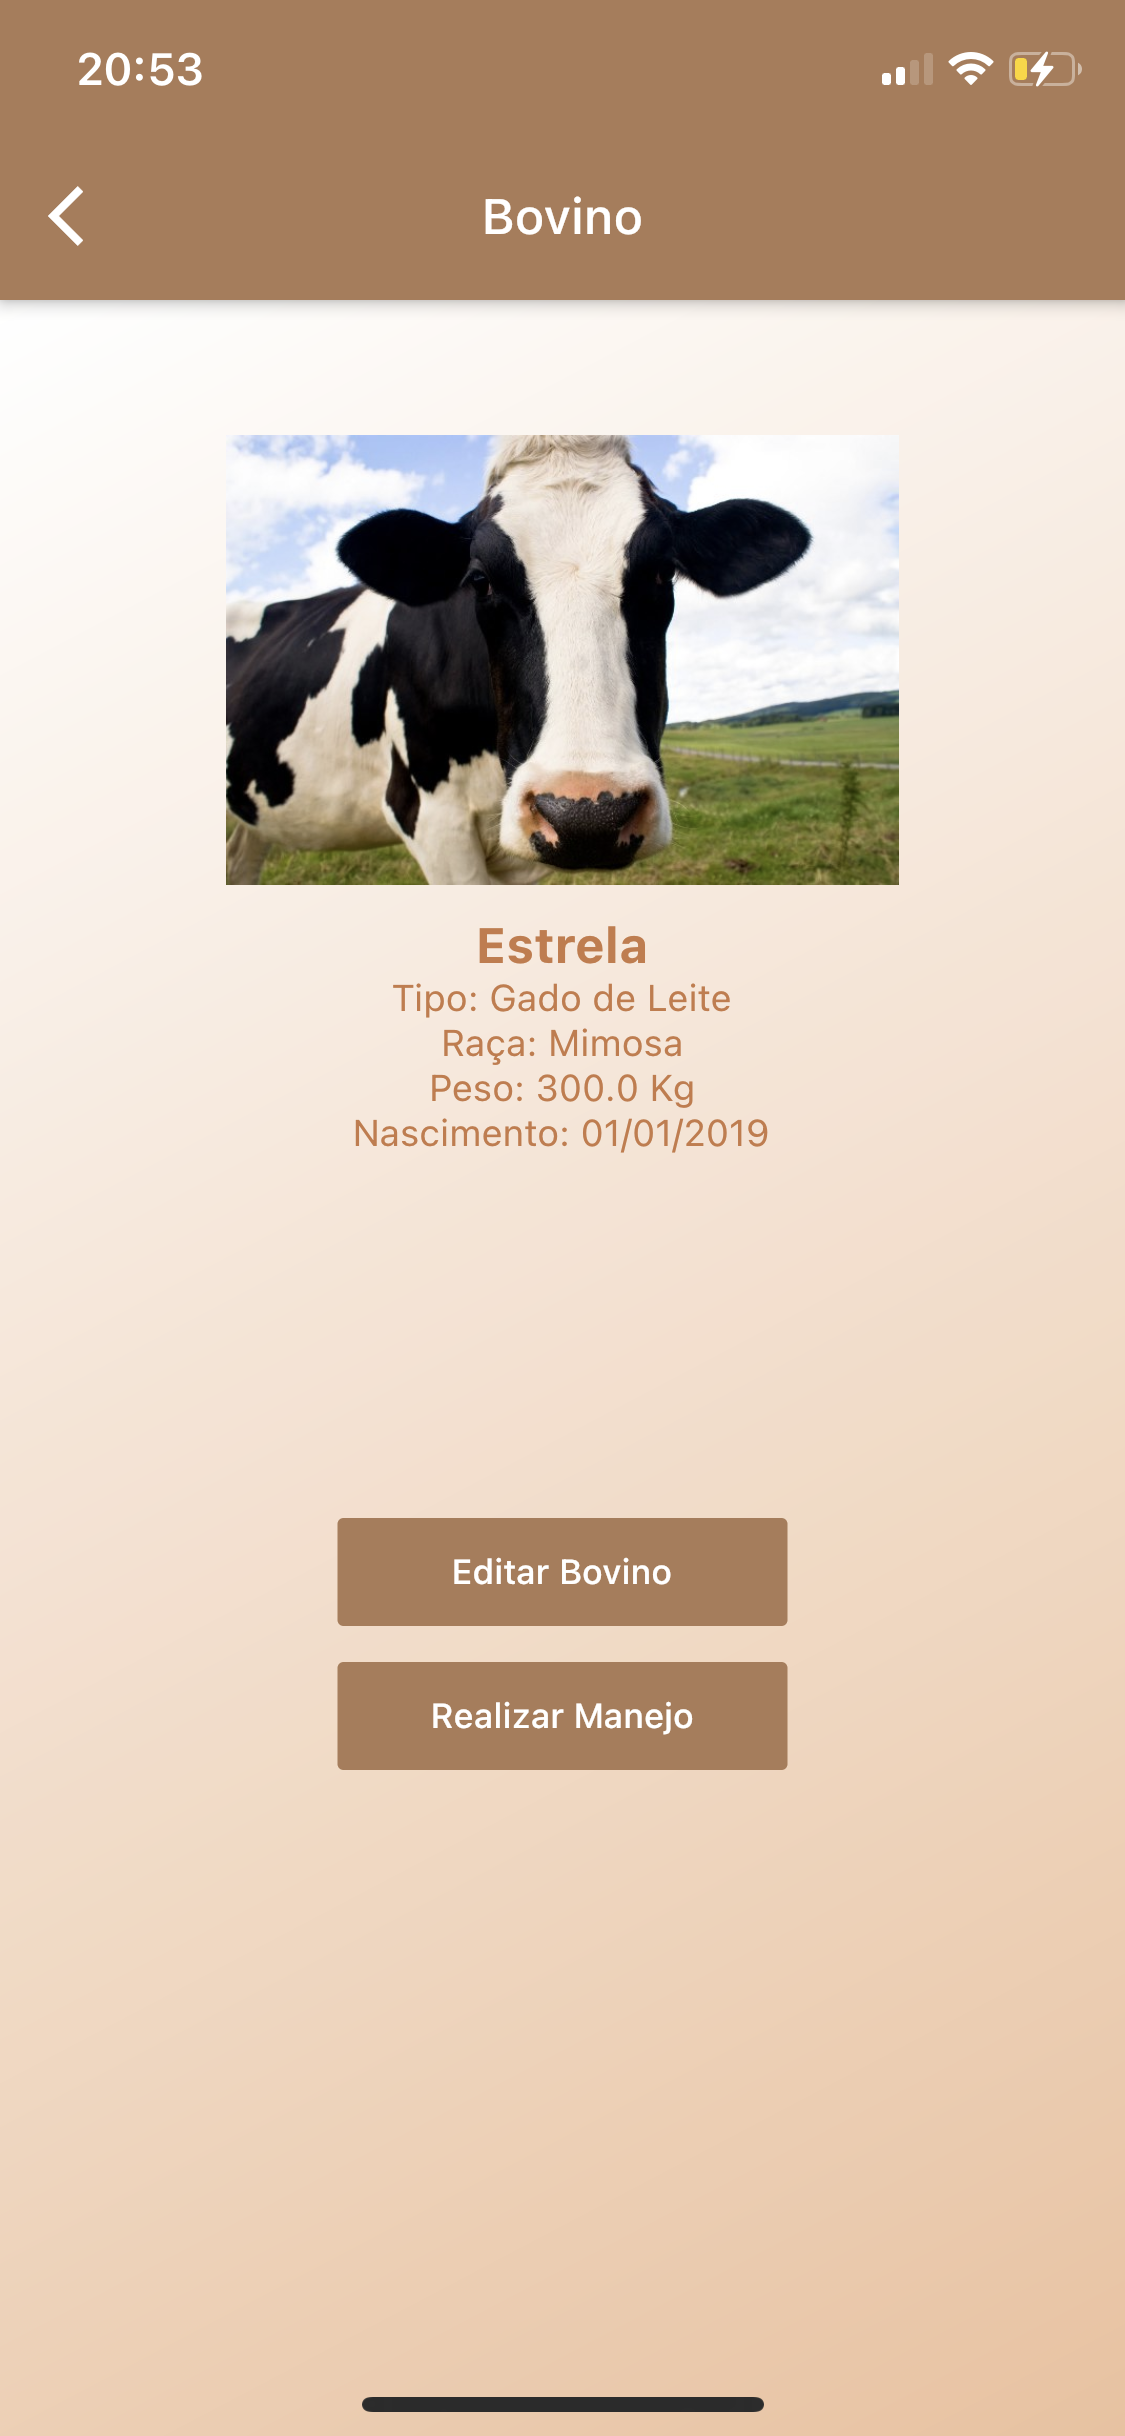 20:53
Bovino
Estrela
Tipo: Gado de Leite
Raça: Mimosa
Peso: 300.0 Kg
Nascimento: 01/01/2019
Editar Bovino
Realizar Manejo